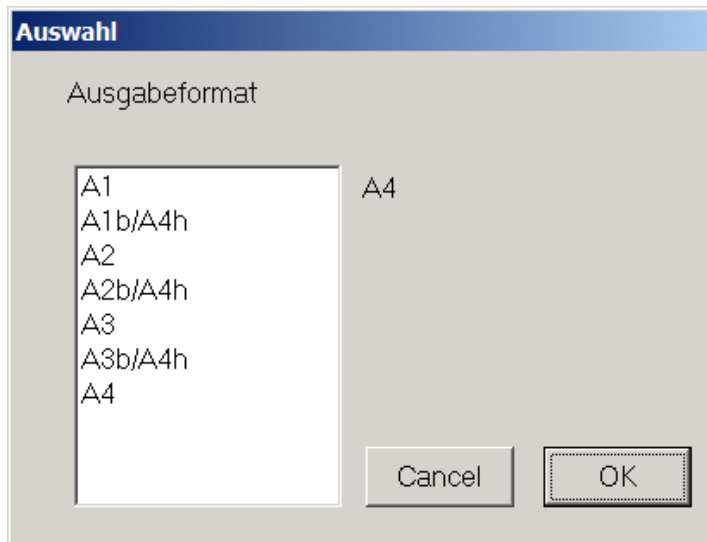 Auswahl
Ausgabeformat
A1
A1b/A4h
A2
A2b/A4h
A3
A3b/A4h
A4
A4
Cancel
OK